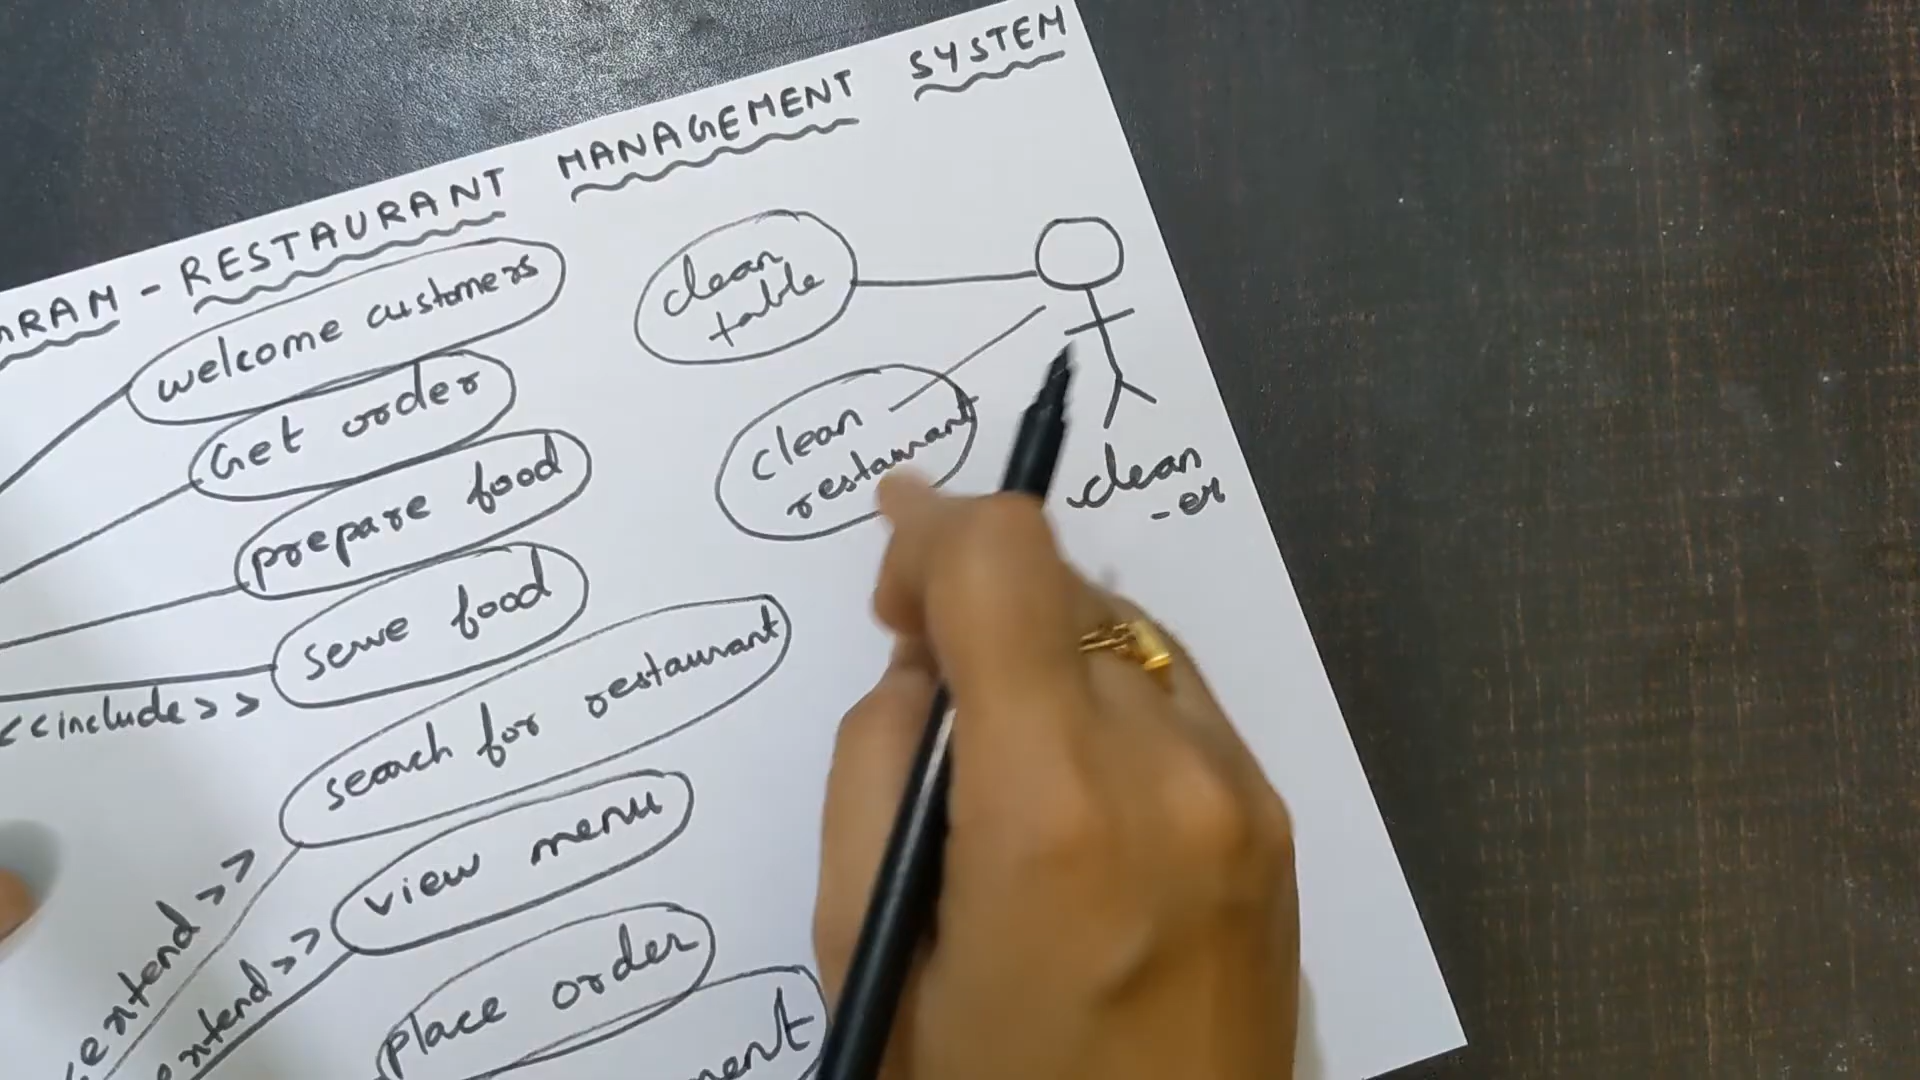 RAM - RESTAURANT MANAGEMENT SYSTEM
welcome customers
Get order
prepare food
serve food
<<include>>
search for restaurant
view menu
place order
ment
extend>>
extend>>
clean
table
clean
restaurant
clean
-er